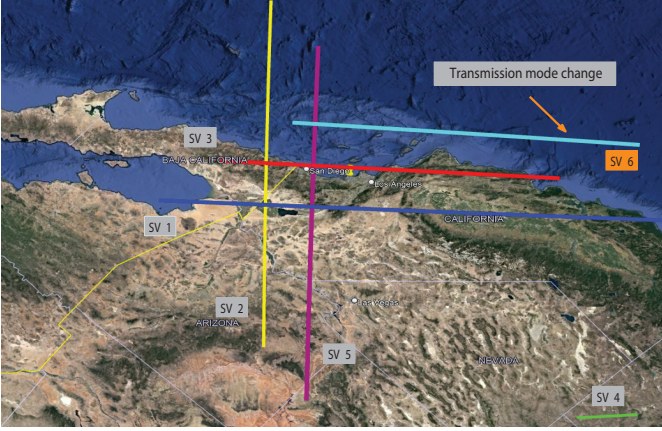 Transmission mode change
SV 3
BAJA CALIFORNIA
SV 6
San Diego
Los Angeles
CALIFORNIA
SV 1
Las Vegas
SV 2
ARIZONA
SV 5
NEVADA
SV 4